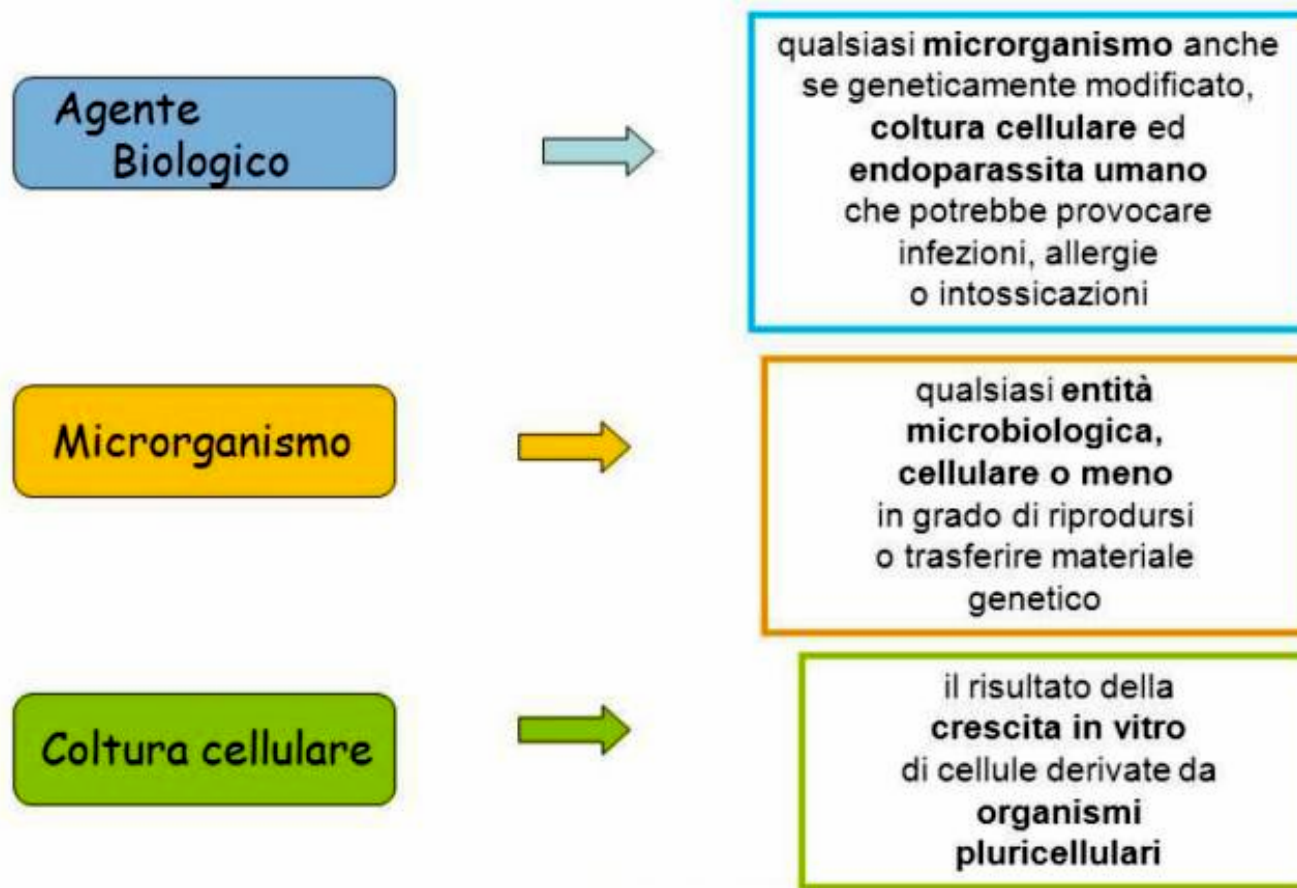 Agente
Biologico
qualsiasi microrganismo anche
se geneticamente modificato,
coltura cellulare ed
endoparassita umano
che potrebbe provocare
infezioni, allergie
o intossicazioni
Microrganismo
qualsiasi entità
microbiologica,
cellulare o meno
in grado di riprodursi
o trasferire materiale
genetico
Coltura cellulare
il risultato della
crescita in vitro
di cellule derivate da
organismi
pluricellulari